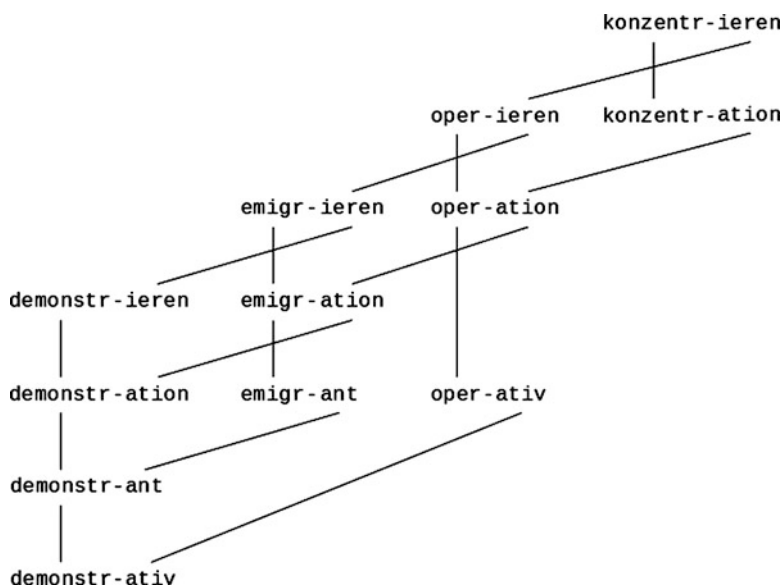 konzentr-ieren
oper-ieren konzentr-ation
emigr-ieren oper-ation
demonstr-ieren emigr-ation
demonstr-ation emigr-ant oper-ativ
demonstr-ant
demonstr-ativ